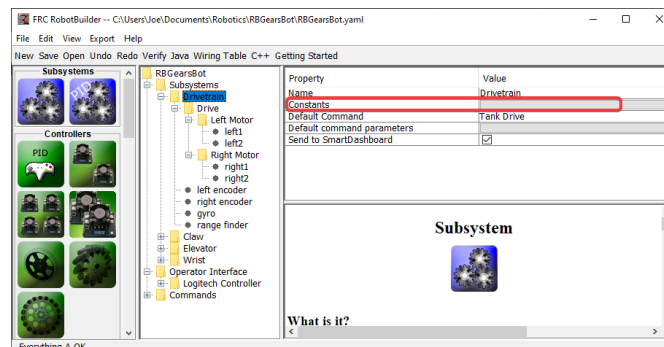 FRC RobotBuilder -- C:\Users\Joe\Documents\Robotics\RBGearsBot\RBGearsBot.yaml
File Edit View Export Help
New Save Open Undo Redo Verify Java Wiring Table C++ Getting Started
Subsystems
PID
Controllers
PID
RBGearsBot
Subsystems
Drivetrain
Drive
Left Motor
left1
left2
Right Motor
right1
right2
left encoder
right encoder
gyro
range finder
Claw
Elevator
Wrist
Operator Interface
Logitech Controller
Commands
Property Value
Name Drivetrain
Constants
Default Command Tank Drive
Default command parameters
Send to SmartDashboard
Subsystem
What is it?
Everything A OK